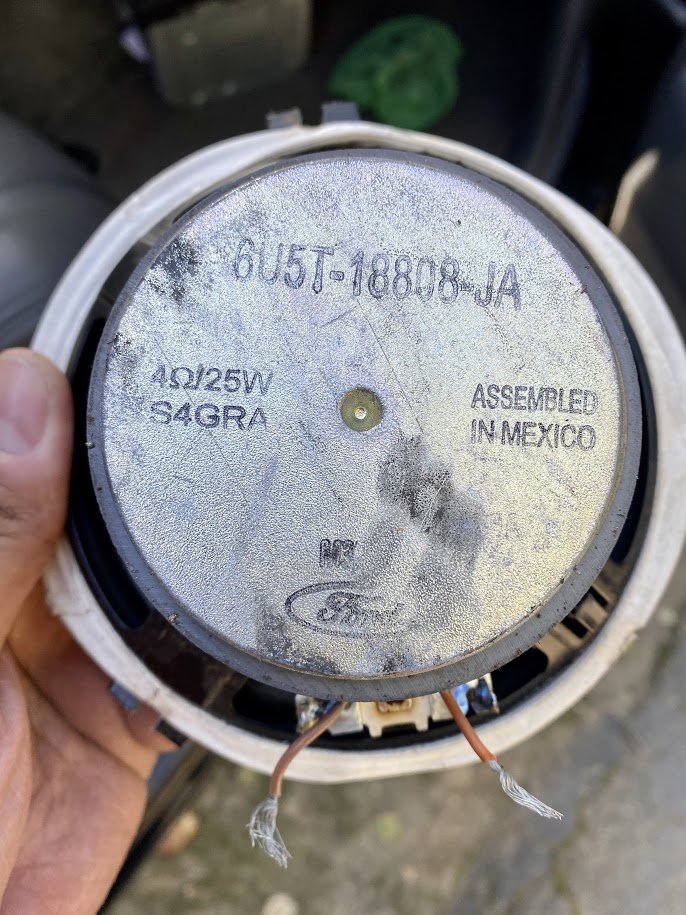 6U5T-18808-JA
4Ω/25W
S4GRA
ASSEMBLED
IN MEXICO
Ford